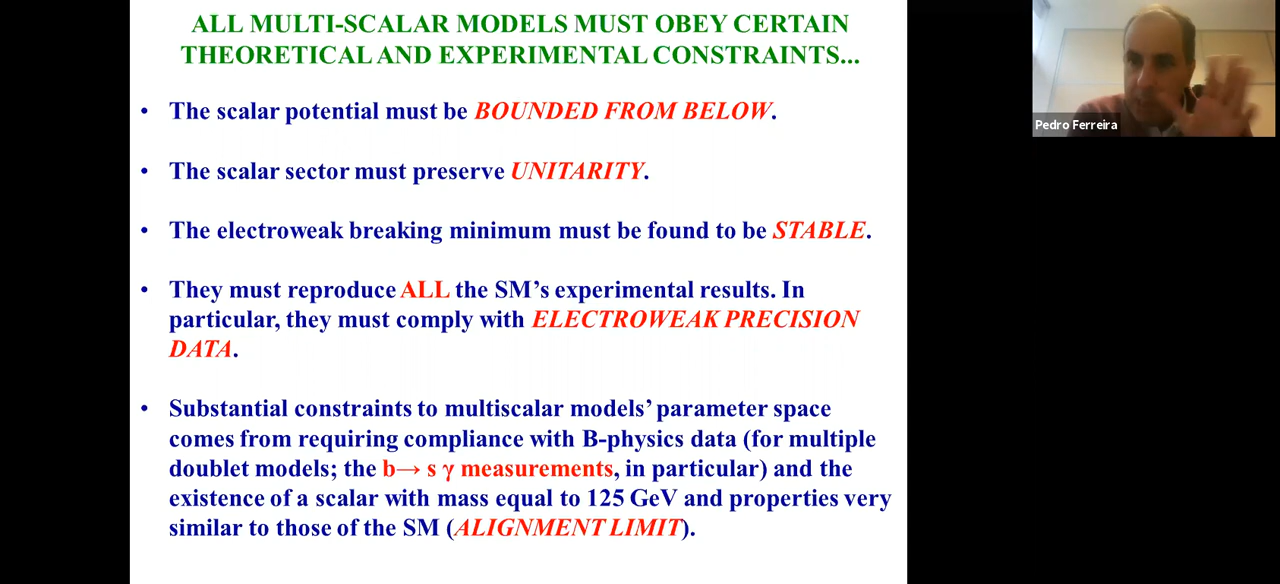 ALL MULTI-SCALAR MODELS MUST OBEY CERTAIN
THEORETICAL AND EXPERIMENTAL CONSTRAINTS...
• The scalar potential must be BOUNDED FROM BELOW.
• The scalar sector must preserve UNITARITY.
• The electroweak breaking minimum must be found to be STABLE.
• They must reproduce ALL the SM’s experimental results. In
particular, they must comply with ELECTROWEAK PRECISION
DATA.
• Substantial constraints to multiscalar models’ parameter space
comes from requiring compliance with B-physics data (for multiple
doublet models; the b→ s γ measurements, in particular) and the
existence of a scalar with mass equal to 125 GeV and properties very
similar to those of the SM (ALIGNMENT LIMIT).
Pedro Ferreira